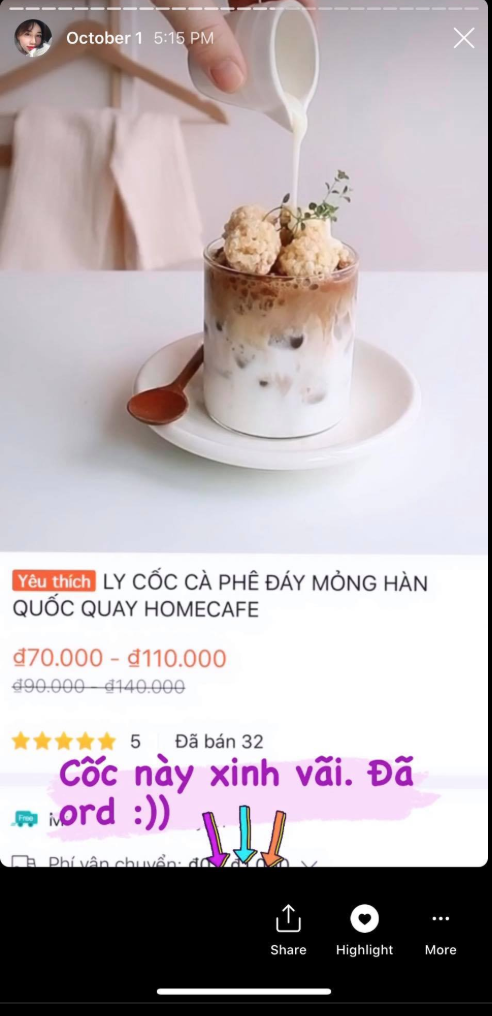 October 1 5:15 PM
Yêu thích LY CỐC CÀ PHÊ ĐÁY MỎNG HÀN
QUỐC QUAY HOMECAFE
₫70.000 - ₫110.000
₫90.000 - ₫140.000
5 Đã bán 32
Cốc này xinh vãi. Đã
ord :))
Free
Phí vận chuyển:
Share Highlight More